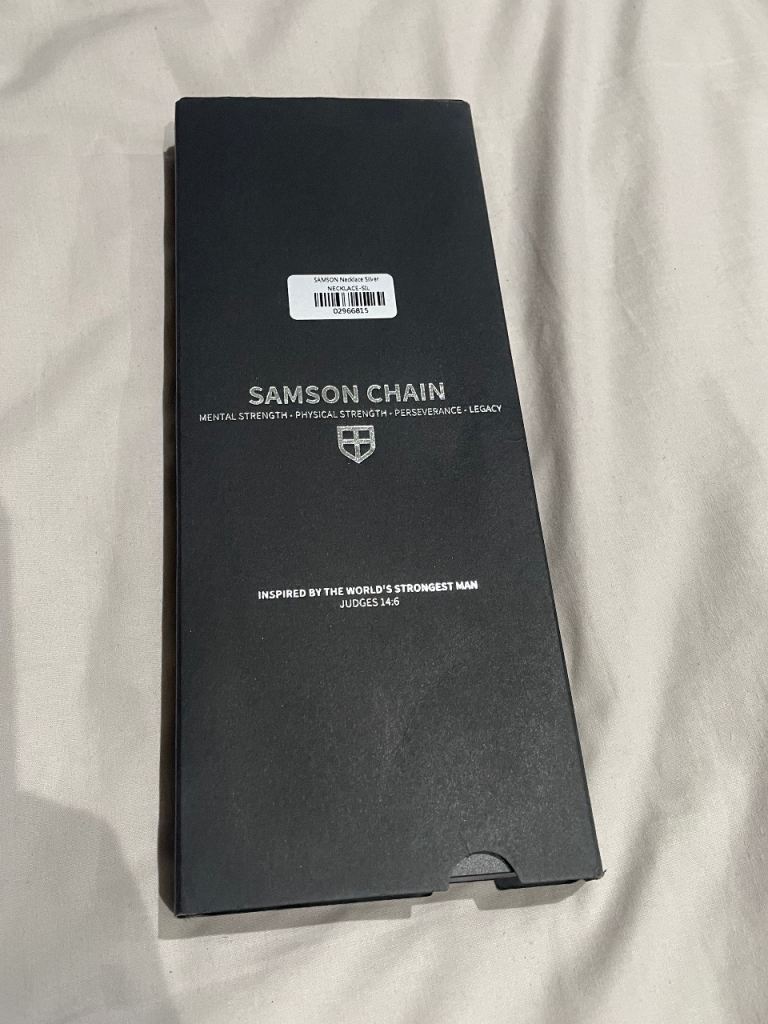 SAMSON Necklace Silver
NECKLACE-SIL
02966815
SAMSON CHAIN
MENTAL STRENGTH - PHYSICAL STRENGTH - PERSEVERANCE - LEGACY
INSPIRED BY THE WORLD'S STRONGEST MAN
JUDGES 14:6